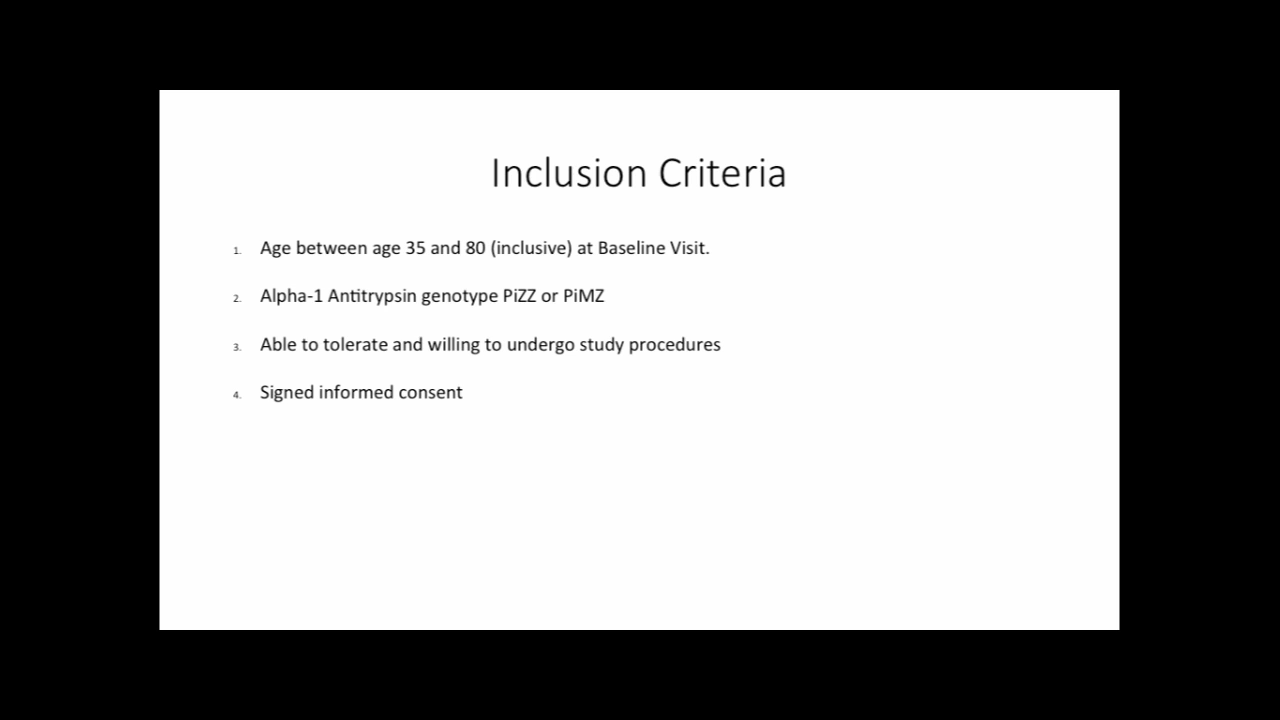 Inclusion Criteria
1. Age between age 35 and 80 (inclusive) at Baseline Visit.
2. Alpha-1 Antitrypsin genotype PiZZ or PiMZ
3. Able to tolerate and willing to undergo study procedures
4. Signed informed consent